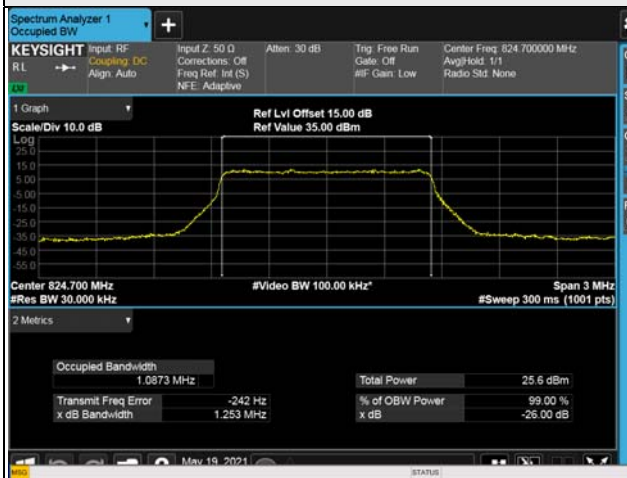 Spectrum Analyzer 1
Occupied BW
KEYSIGHT
RL
LXI
Input: RF
Coupling: DC
Align: Auto
Input Z: 50 Ω
Corrections: Off
Freq Ref: Int (S)
NFE: Adaptive
Atten: 30 dB
Trig: Free Run
Gate: Off
#IF Gain: Low
Center Freq: 824.700000 MHz
Avg|Hold: 1/1
Radio Std: None
1 Graph
Scale/Div 10.0 dB
Ref Lvl Offset 15.00 dB
Ref Value 35.00 dBm
Log
25.0
15.0
5.00
-5.00
-15.0
-25.0
-35.0
-45.0
-55.0
Center 824.700 MHz
#Res BW 30.000 kHz
#Video BW 100.00 kHz*
Span 3 MHz
#Sweep 300 ms (1001 pts)
2 Metrics
Occupied Bandwidth
1.0873 MHz
Transmit Freq Error -242 Hz
x dB Bandwidth 1.253 MHz
Total Power 25.6 dBm
% of OBW Power 99.00 %
x dB -26.00 dB
May 19, 2021
MSG
STATUS